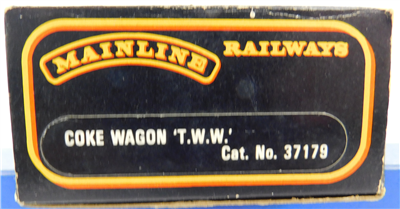 MAINLINE RAILWAYS
COKE WAGON 'T.W.W.'
Cat. No. 37179